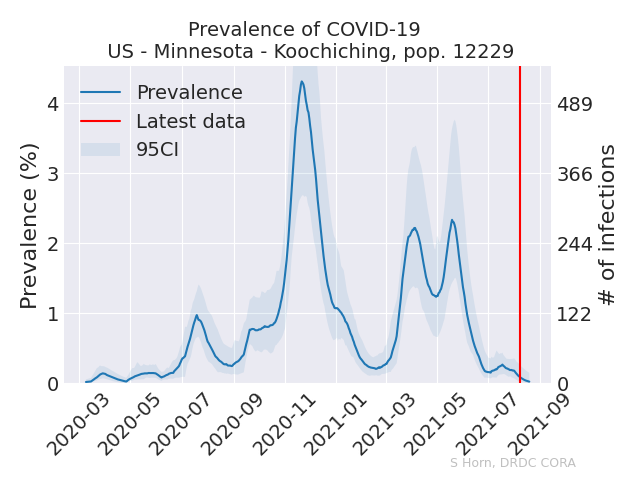 Prevalence of COVID-19
US - Minnesota - Koochiching, pop. 12229
Prevalence
Latest data
95CI
Prevalence (%)
4
3
2
1
0
# of infections
489
366
244
122
0
2020-03
2020-05
2020-07
2020-09
2020-11
2021-01
2021-03
2021-05
2021-07
2021-09
S Horn, DRDC CORA